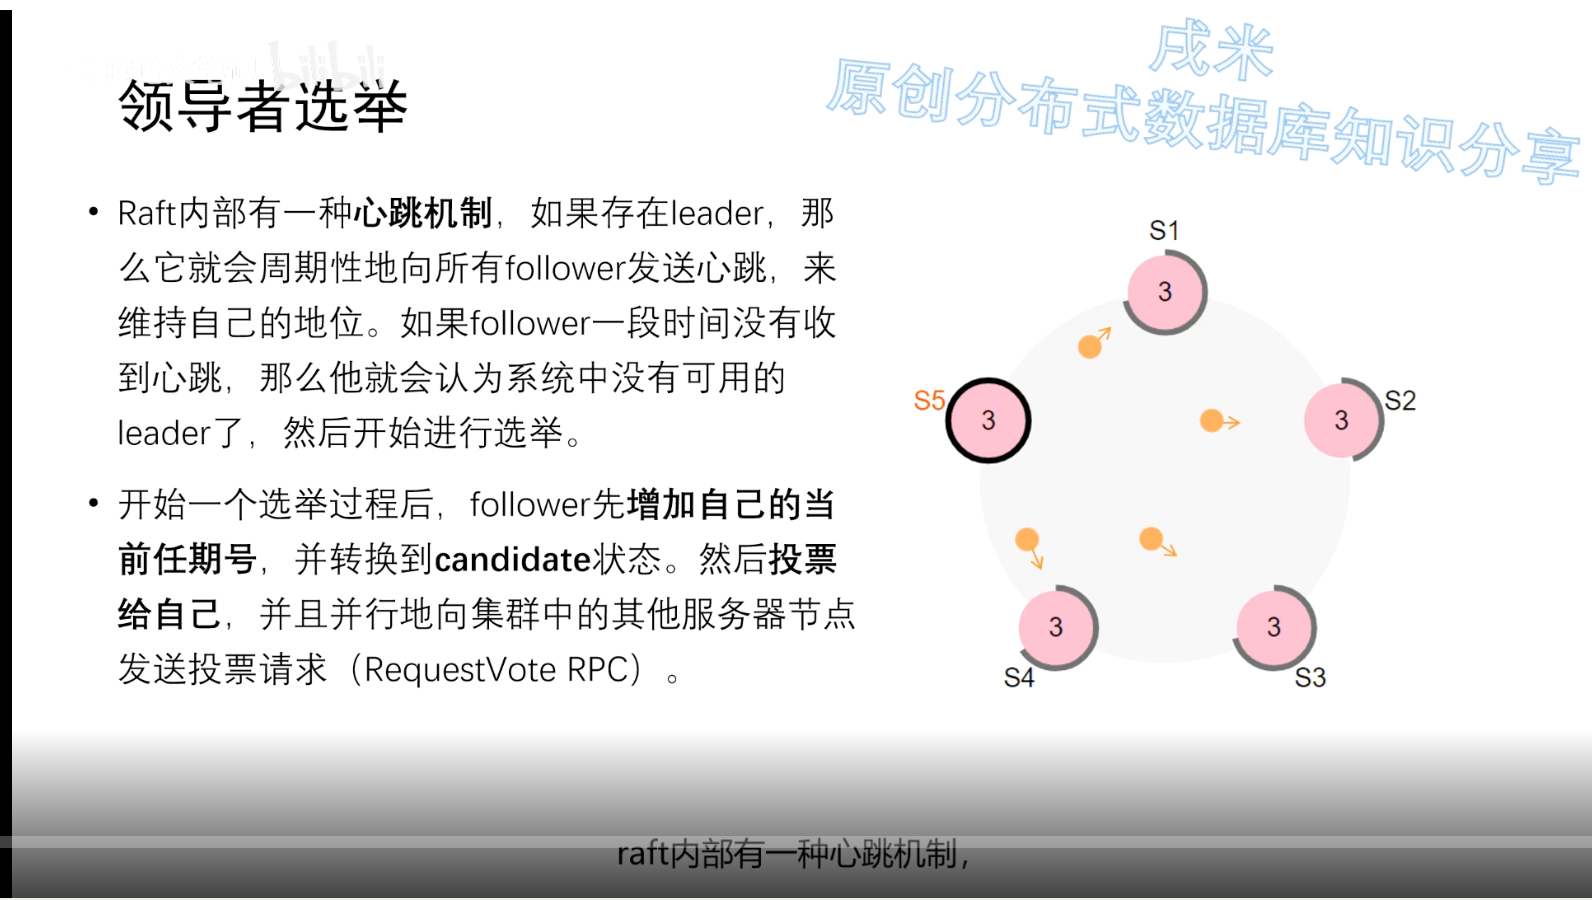 bilibili
戌米
原创分布式数据库知识分享
领导者选举
• Raft内部有一种心跳机制，如果存在leader，那
么它就会周期性地向所有follower发送心跳，来
维持自己的地位。如果follower一段时间没有收
到心跳，那么他就会认为系统中没有可用的
leader了，然后开始进行选举。
• 开始一个选举过程后，follower先增加自己的当
前任期号，并转换到candidate状态。然后投票
给自己，并且并行地向集群中的其他服务器节点
发送投票请求（RequestVote RPC）。
S1
3
S5
3
3
S2
3
S4
3
S3
raft内部有一种心跳机制，